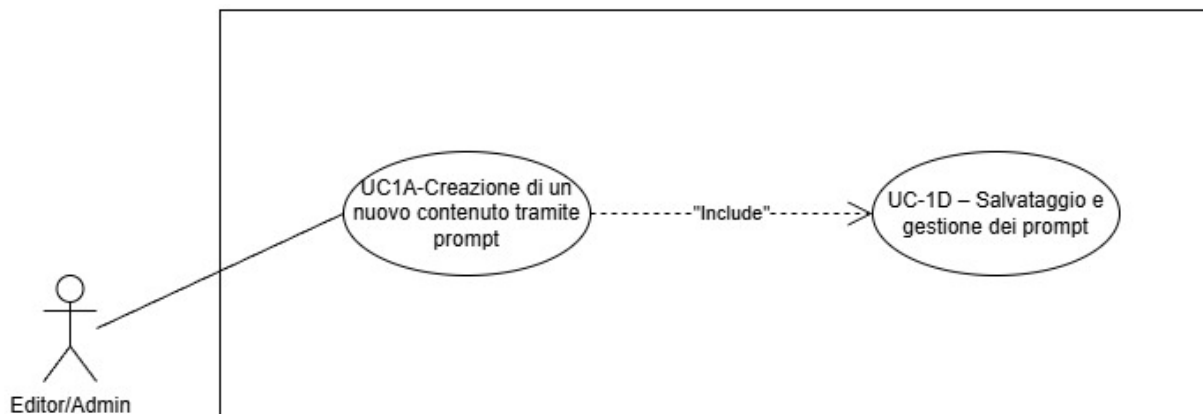 UC1A-Creazione di un
nuovo contenuto tramite
prompt
"Include"
UC-1D – Salvataggio e
gestione dei prompt
Editor/Admin